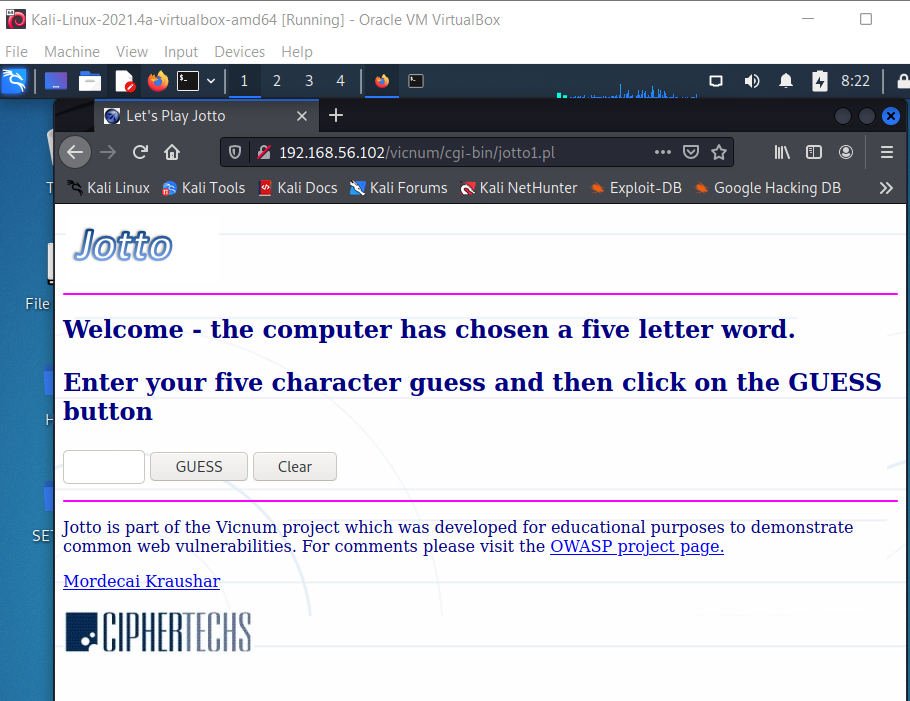 Kali-Linux-2021.4a-virtualbox-amd64 [Running] - Oracle VM VirtualBox
File Machine View Input Devices Help
1 2 3 4 8:22
Let's Play Jotto
192.168.56.102/vicnum/cgi-bin/jotto1.pl
Kali Linux Kali Tools Kali Docs Kali Forums Kali NetHunter Exploit-DB Google Hacking DB
T
File
H
SET
Jotto
Welcome - the computer has chosen a five letter word.
Enter your five character guess and then click on the GUESS
button
GUESS Clear
Jotto is part of the Vicnum project which was developed for educational purposes to demonstrate
common web vulnerabilities. For comments please visit the OWASP project page.
Mordecai Kraushar
CIPHERTECHS